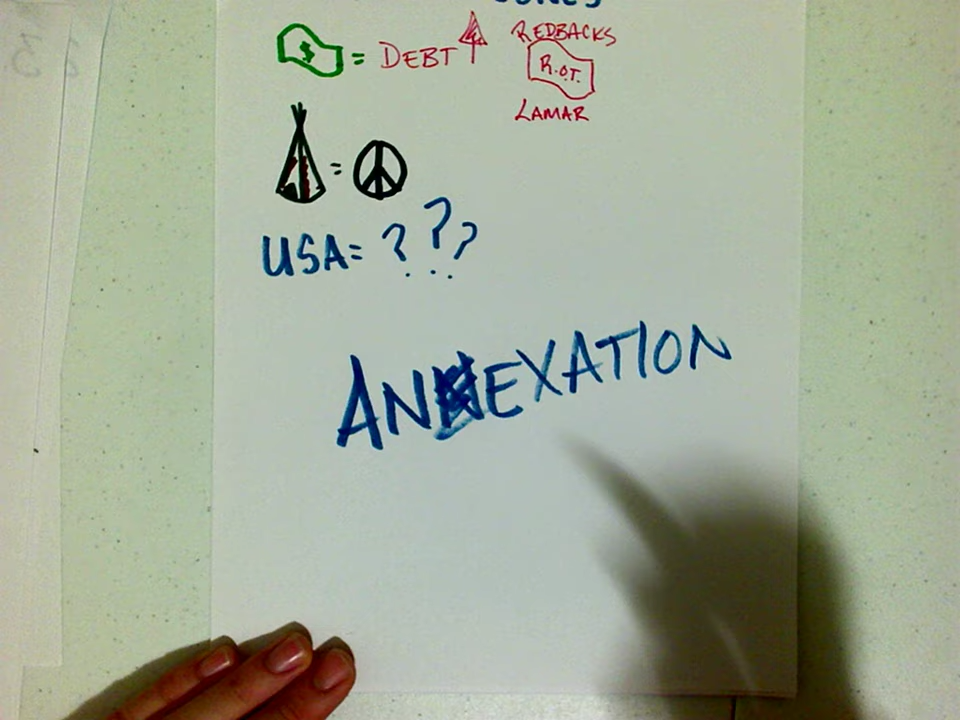 $ = DEBT
REDBACKS
R.O.T.
LAMAR
USA= ???
ANNEXATION